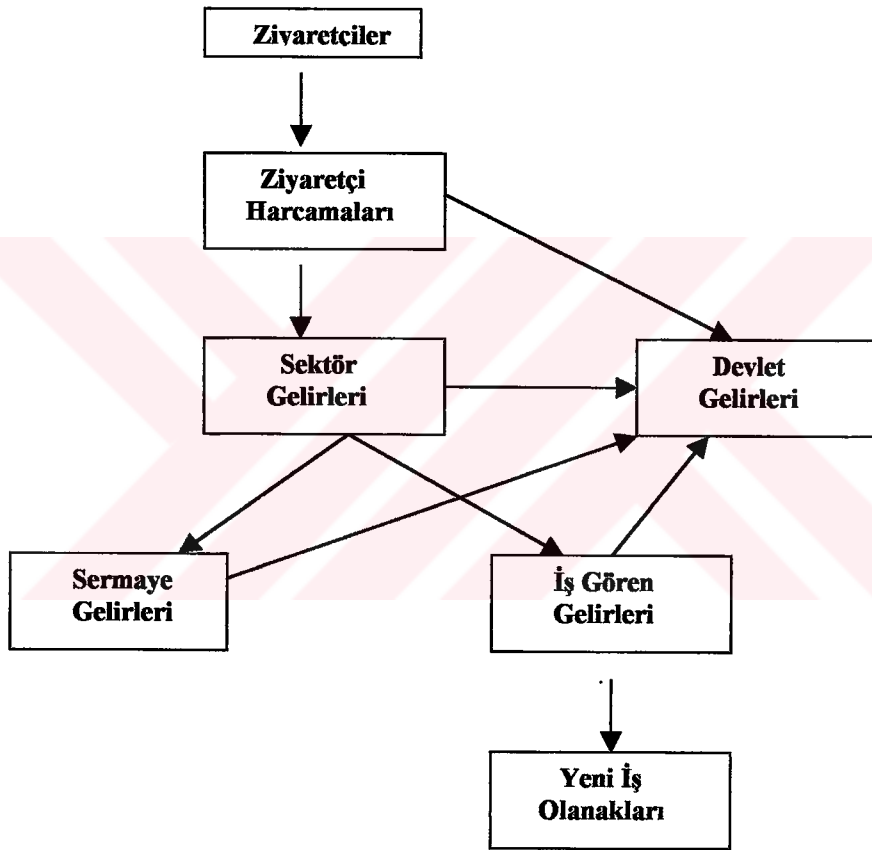 Ziyaretçiler
Ziyaretçi
Harcamaları
Sektör
Gelirleri
Devlet
Gelirleri
Sermaye
Gelirleri
İş Gören
Gelirleri
Yeni İş
Olanakları